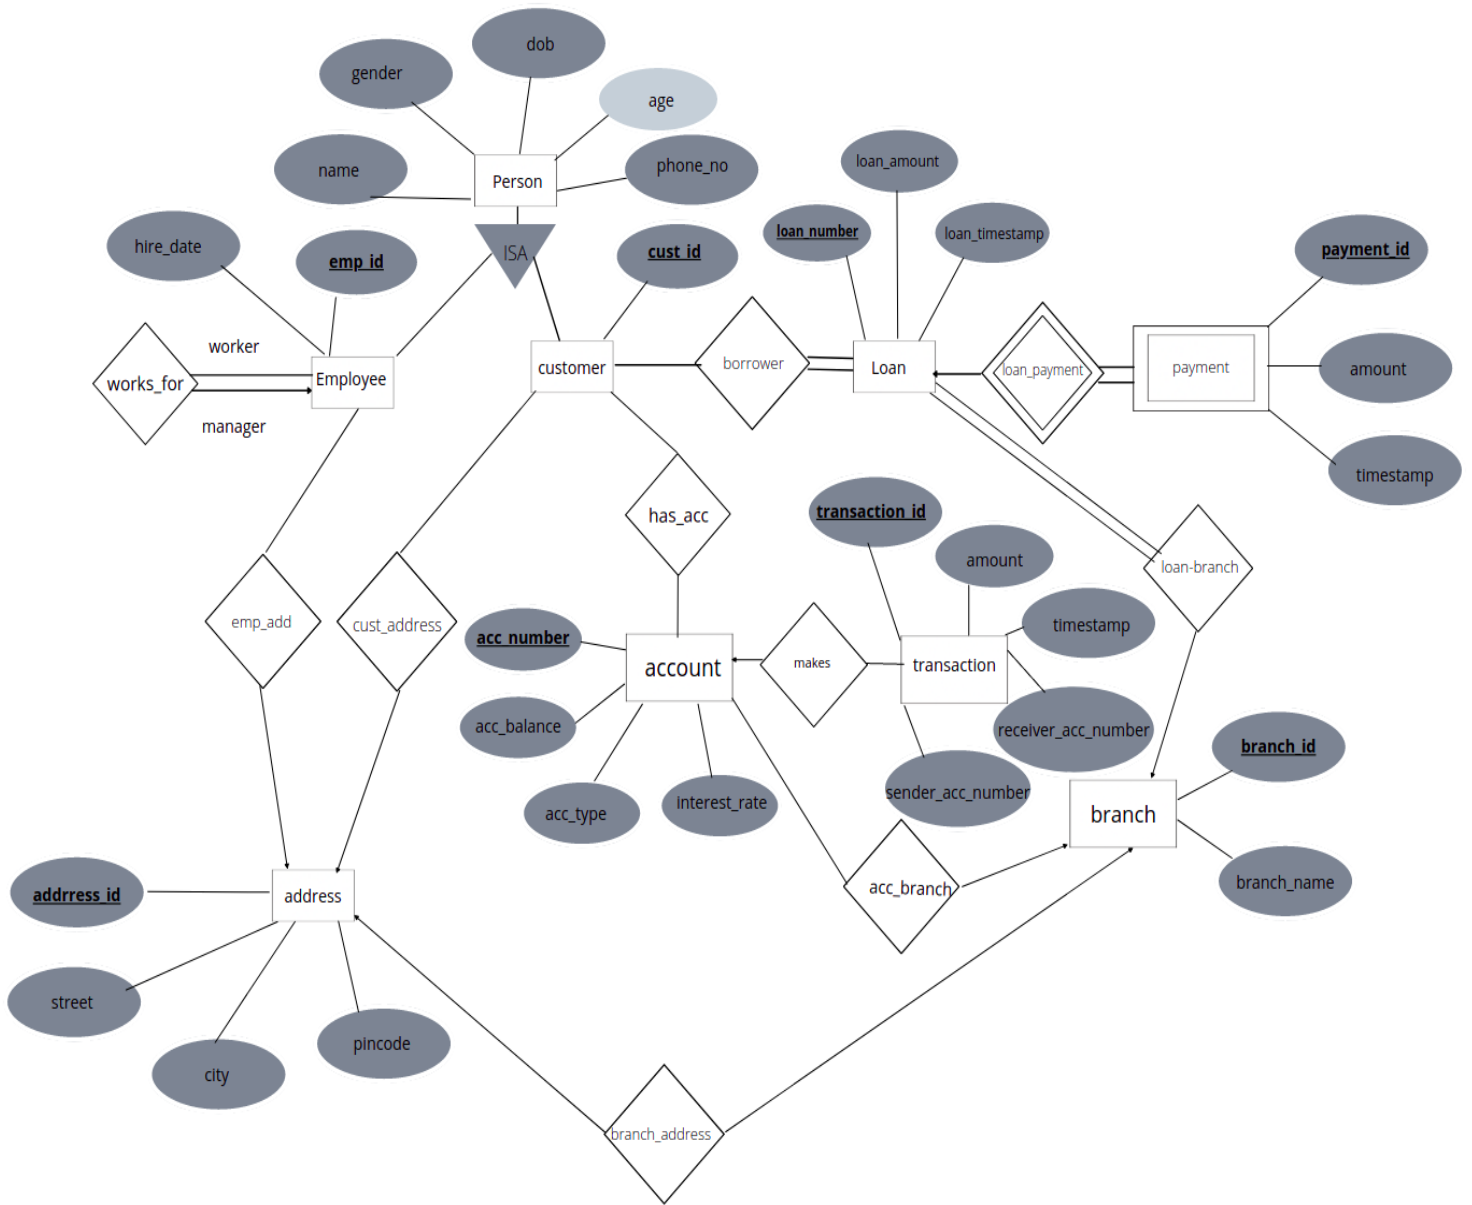 dob
gender
age
name
Person
phone_no
loan_amount
hire_date
emp_id
ISA
cust_id
loan_number
loan_timestamp
payment_id
worker
works_for
Employee
manager
customer
borrower
Loan
loan_payment
payment
amount
timestamp
has_acc
transaction_id
amount
loan-branch
emp_add
cust_address
acc_number
account
makes
transaction
timestamp
acc_balance
receiver_acc_number
branch_id
acc_type
interest_rate
sender_acc_number
branch
addrress_id
address
acc_branch
branch_name
street
city
pincode
branch_address